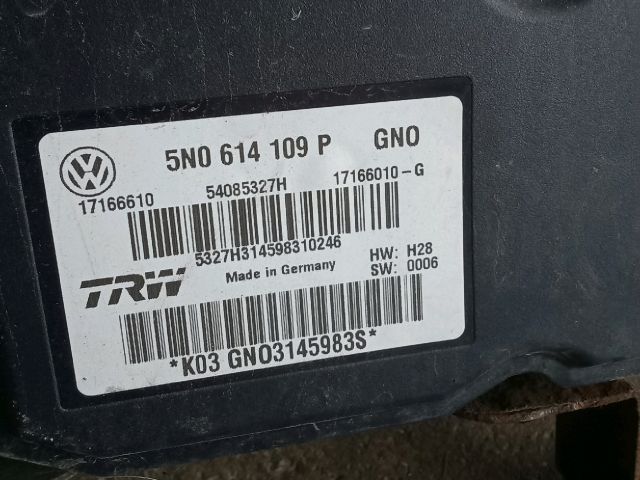 5N0 614 109 P GNO
17166610 54085327H 17166010-G
5327H314598310246
TRW Made in Germany HW: H28
SW: 0006
*K03 GNO3145983S*